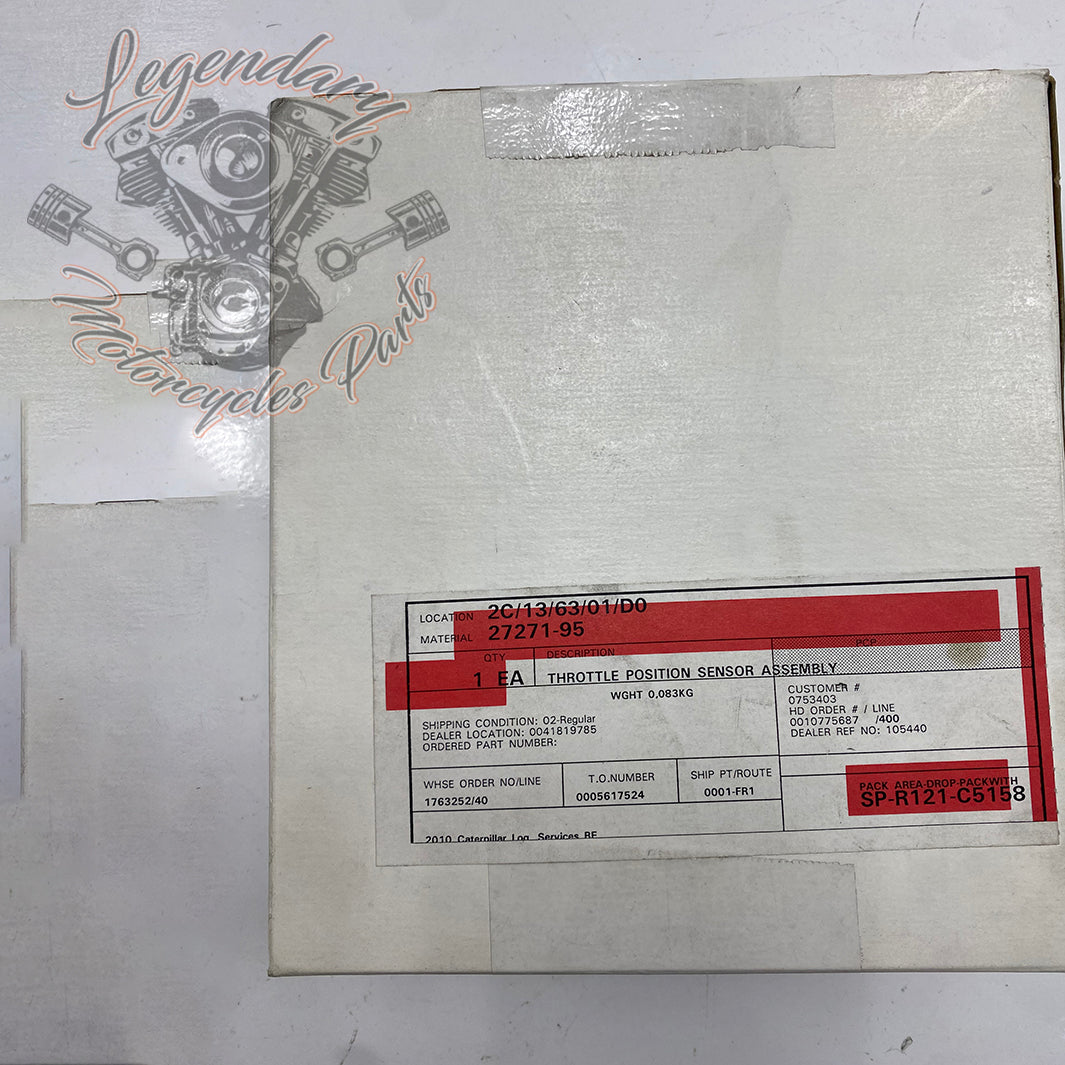 Legendary
Motorcycles Parts
LOCATION 2C/13/63/01/D0
MATERIAL 27271-95
PCP
QTY DESCRIPTION
1 EA THROTTLE POSITION SENSOR ASSEMBLY
WGHT 0,083KG
CUSTOMER #
0753403
HD ORDER # / LINE
0010775687 /400
DEALER REF NO: 105440
SHIPPING CONDITION: 02-Regular
DEALER LOCATION: 0041819785
ORDERED PART NUMBER:
WHSE ORDER NO/LINE T.O.NUMBER SHIP PT/ROUTE
1763252/40 0005617524 0001-FR1
PACK AREA-DROP-PACKWITH
SP-R121-C5158
2010 Caterpillar Log. Services BE